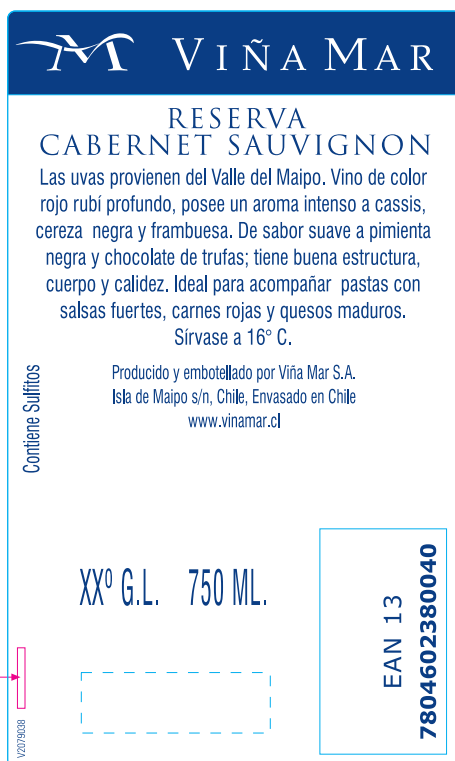 VIÑA MAR
RESERVA
CABERNET SAUVIGNON
Las uvas provienen del Valle del Maipo. Vino de color
rojo rubí profundo, posee un aroma intenso a cassis,
cereza negra y frambuesa. De sabor suave a pimienta
negra y chocolate de trufas; tiene buena estructura,
cuerpo y calidez. Ideal para acompañar pastas con
salsas fuertes, carnes rojas y quesos maduros.
Sírvase a 16° C.
Contiene Sulfitos
Producido y embotellado por Viña Mar S.A.
Isla de Maipo s/n, Chile, Envasado en Chile
www.vinamar.cl
XXº G.L. 750 ML.
EAN 13
7804602380040
V2079038